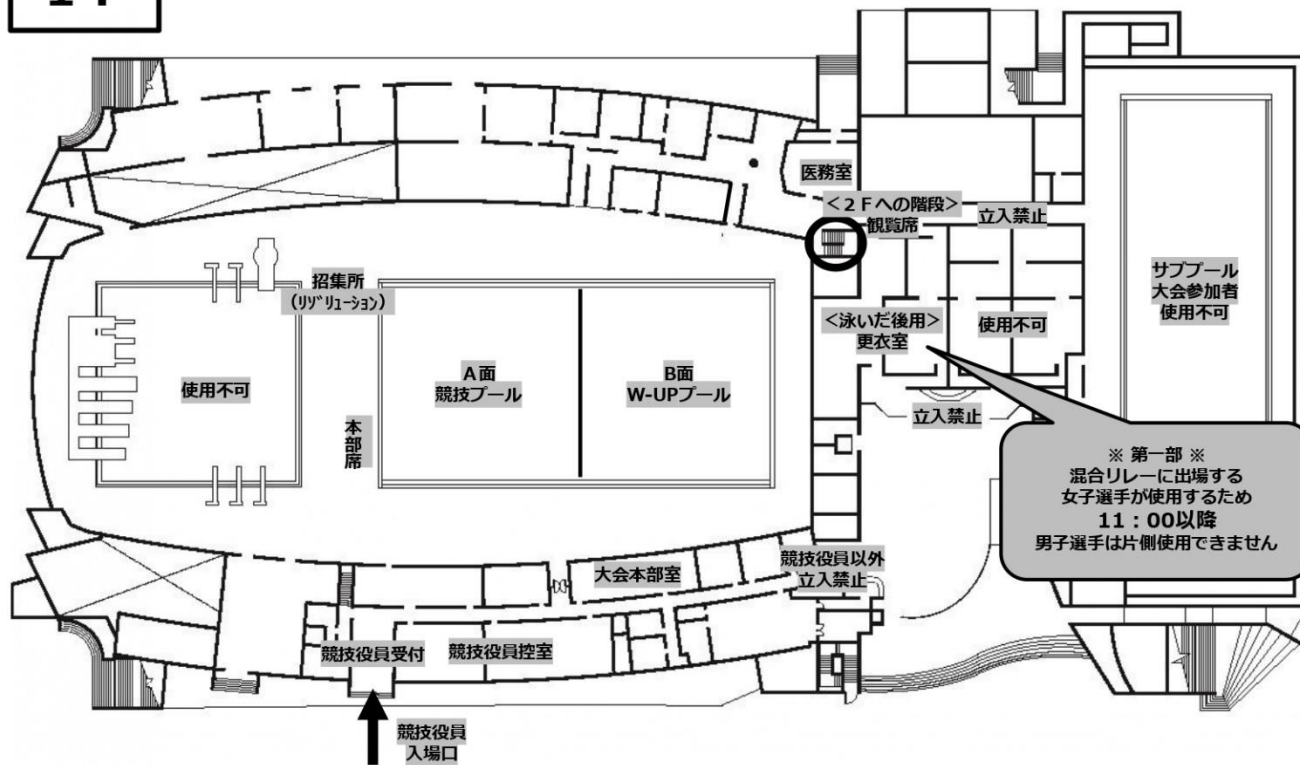 医務室
<２Ｆへの階段>
観覧席
立入禁止
招集所
(ﾘｿﾞﾘｭｰｼｮﾝ)
サブプール
大会参加者
使用不可
<泳いだ後用>
更衣室
使用不可
使用不可
Ａ面
競技プール
Ｂ面
W-UPプール
本部席
立入禁止
※ 第一部 ※
混合リレーに出場する
女子選手が使用するため
11：00以降
男子選手は片側使用できません
競技役員以外
立入禁止
大会本部室
競技役員受付
競技役員控室
競技役員
入場口